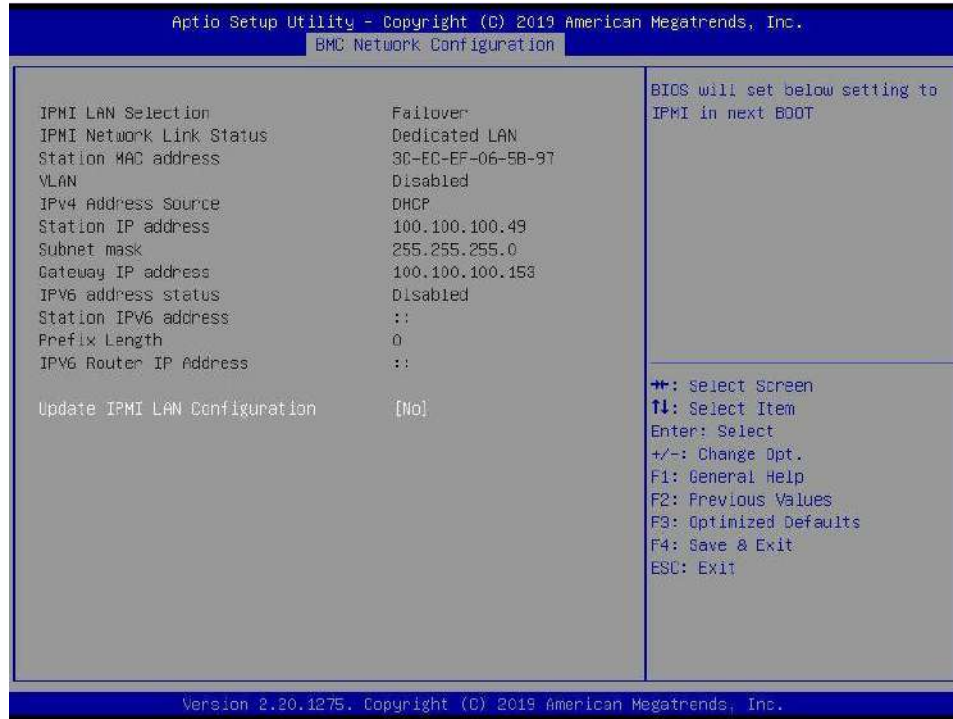 Aptio Setup Utility - Copyright (C) 2019 American Megatrends, Inc.
BMC Network Configuration
IPMI LAN Selection Failover
IPMI Network Link Status Dedicated LAN
Station MAC address 3C-EC-EF-06-5B-97
VLAN Disabled
IPv4 Address Source DHCP
Station IP address 100.100.100.49
Subnet mask 255.255.255.0
Gateway IP address 100.100.100.153
IPV6 address status Disabled
Station IPV6 address ::
Prefix Length 0
IPV6 Router IP Address ::
Update IPMI LAN Configuration [No]
BIOS will set below setting to
IPMI in next BOOT
→←: Select Screen
↑↓: Select Item
Enter: Select
+/-: Change Opt.
F1: General Help
F2: Previous Values
F3: Optimized Defaults
F4: Save & Exit
ESC: Exit
Version 2.20.1275. Copyright (C) 2019 American Megatrends, Inc.